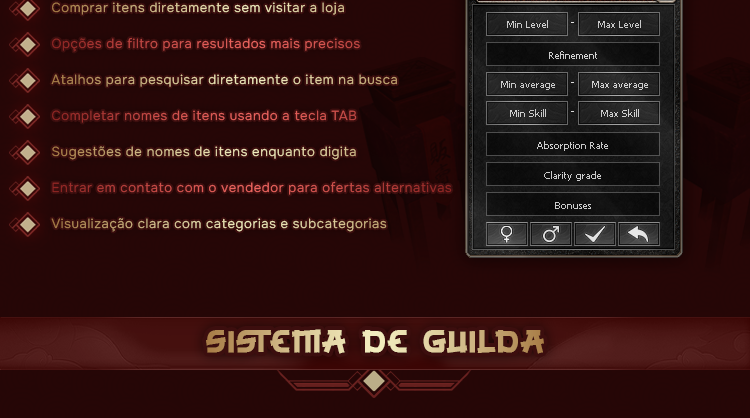 Comprar itens diretamente sem visitar a loja
Opções de filtro para resultados mais precisos
Atalhos para pesquisar diretamente o item na busca
Completar nomes de itens usando a tecla TAB
Sugestões de nomes de itens enquanto digita
Entrar em contato com o vendedor para ofertas alternativas
Visualização clara com categorias e subcategorias
Min Level - Max Level
Refinement
Min average - Max average
Min Skill - Max Skill
Absorption Rate
Clarity grade
Bonuses
SISTEMA DE GUILDA